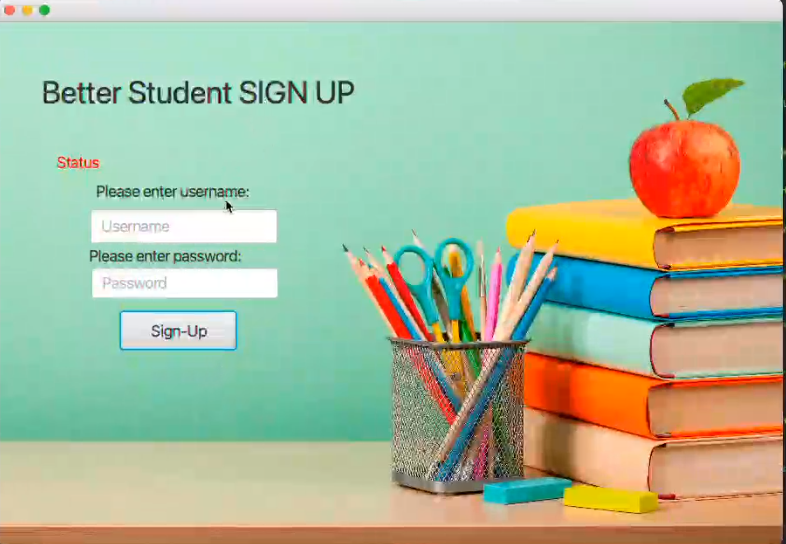 Better Student SIGN UP
Status
Please enter username:
Username
Please enter password:
Password
Sign-Up